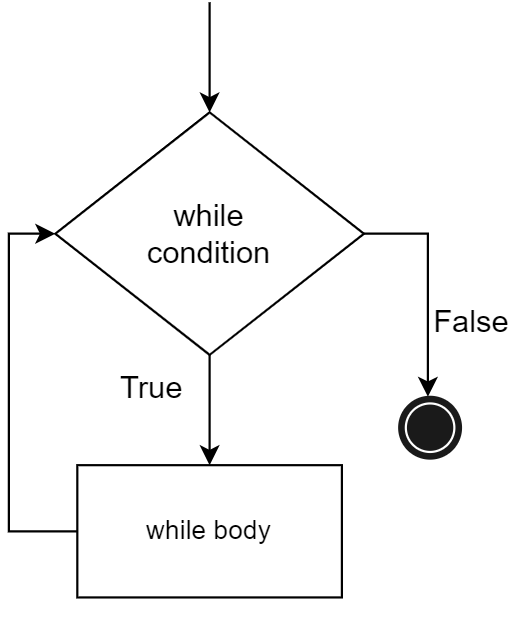 while
condition
False
True
while body